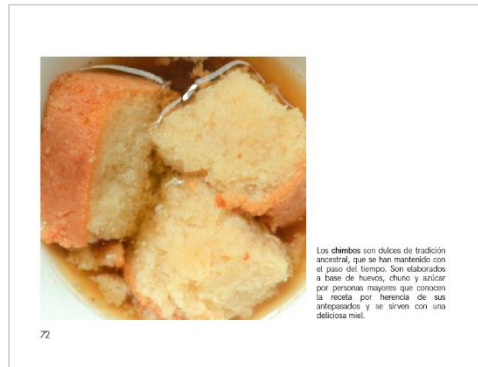 Los chimbos son dulces de tradición
ancestral, que se han mantenido con
el paso del tiempo. Son elaborados
a base de huevos, chuno y azúcar
por personas mayores que conocen
la receta por herencia de sus
antepasados y se sirven con una
deliciosa miel.
72